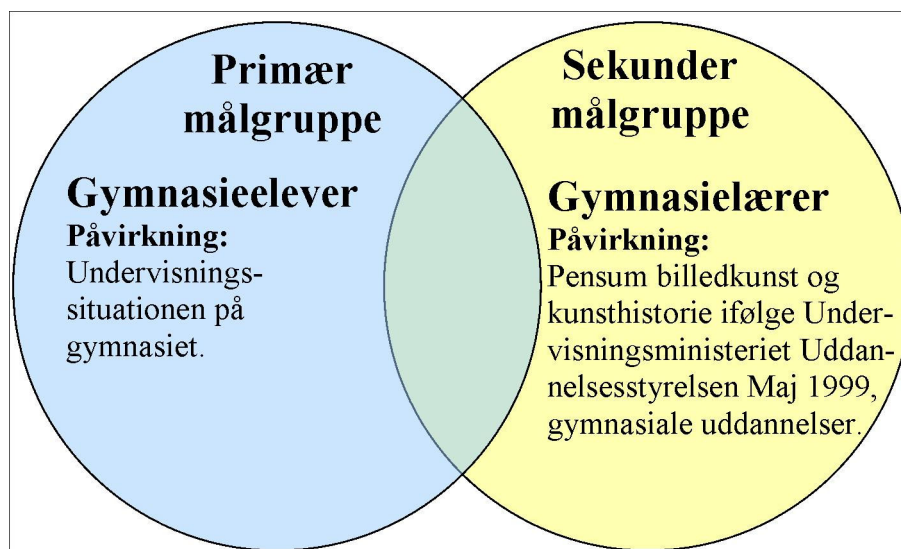 Primær
målgruppe
Gymnasieelever
Påvirkning:
Undervisnings-
situationen på
gymnasiet.
Sekunder
målgruppe
Gymnasielærer
Påvirkning:
Pensum billedkunst og
kunsthistorie ifølge Under-
visningsministeriet Uddan-
nelsesstyrelsen Maj 1999,
gymnasiale uddannelser.